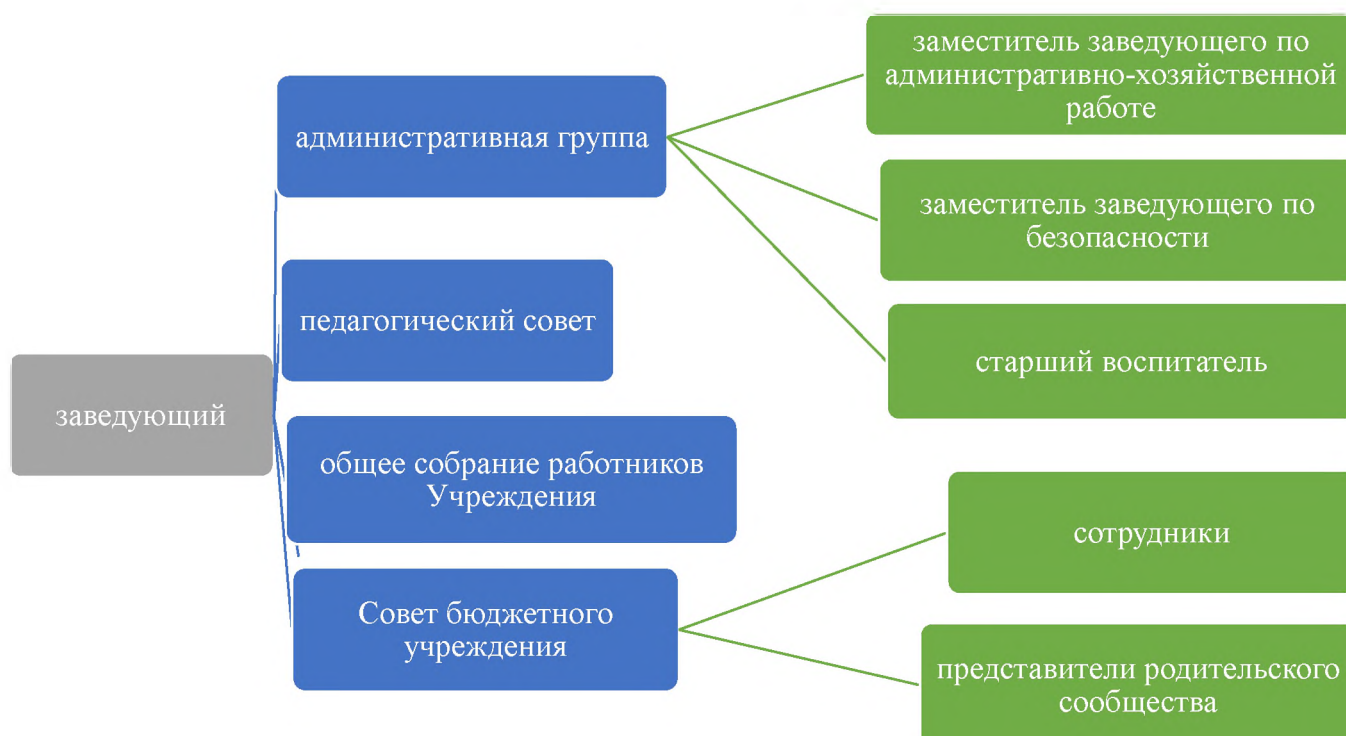 заведующий
административная группа
педагогический совет
общее собрание работников
Учреждения
Совет бюджетного
учреждения
заместитель заведующего по
административно-хозяйственной
работе
заместитель заведующего по
безопасности
старший воспитатель
сотрудники
представители родительского
сообщества